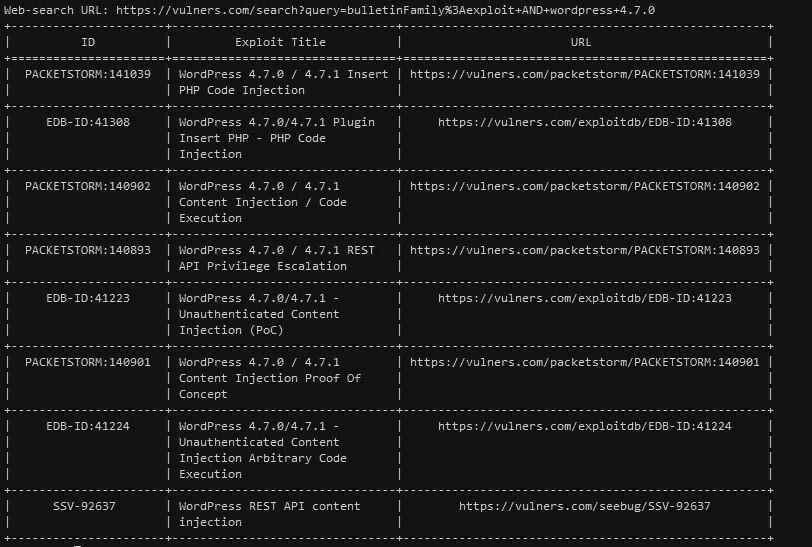 Web-search URL: https://vulners.com/search?query=bulletinFamily%3Aexploit+AND+wordpress+4.7.0
ID | Exploit Title | URL
PACKETSTORM:141039 | WordPress 4.7.0 / 4.7.1 Insert | https://vulners.com/packetstorm/PACKETSTORM:141039
PHP Code Injection
EDB-ID:41308 | WordPress 4.7.0/4.7.1 Plugin | https://vulners.com/exploitdb/EDB-ID:41308
Insert PHP - PHP Code
Injection
PACKETSTORM:140902 | WordPress 4.7.0 / 4.7.1 | https://vulners.com/packetstorm/PACKETSTORM:140902
Content Injection / Code
Execution
PACKETSTORM:140893 | WordPress 4.7.0 / 4.7.1 REST | https://vulners.com/packetstorm/PACKETSTORM:140893
API Privilege Escalation
EDB-ID:41223 | WordPress 4.7.0/4.7.1 - | https://vulners.com/exploitdb/EDB-ID:41223
Unauthenticated Content
Injection (PoC)
PACKETSTORM:140901 | WordPress 4.7.0 / 4.7.1 | https://vulners.com/packetstorm/PACKETSTORM:140901
Content Injection Proof Of
Concept
EDB-ID:41224 | WordPress 4.7.0/4.7.1 - | https://vulners.com/exploitdb/EDB-ID:41224
Unauthenticated Content
Injection Arbitrary Code
Execution
SSV-92637 | WordPress REST API content | https://vulners.com/seebug/SSV-92637
injection